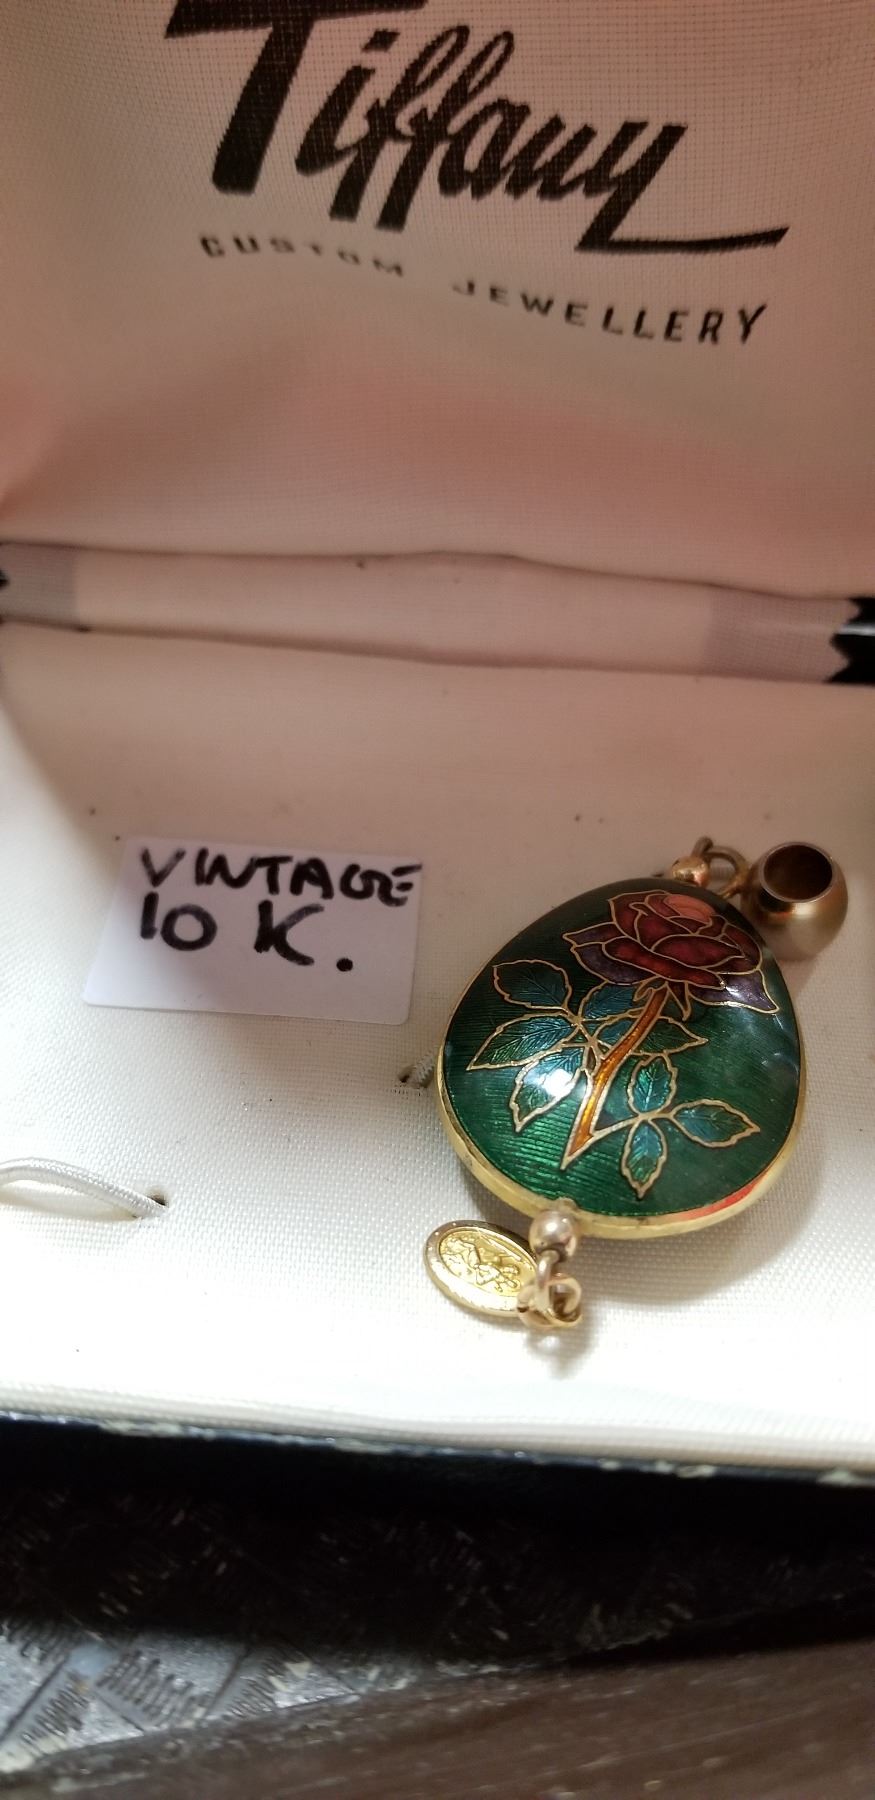 Tiffany
CUSTOM JEWELLERY
VINTAGE
10 K.